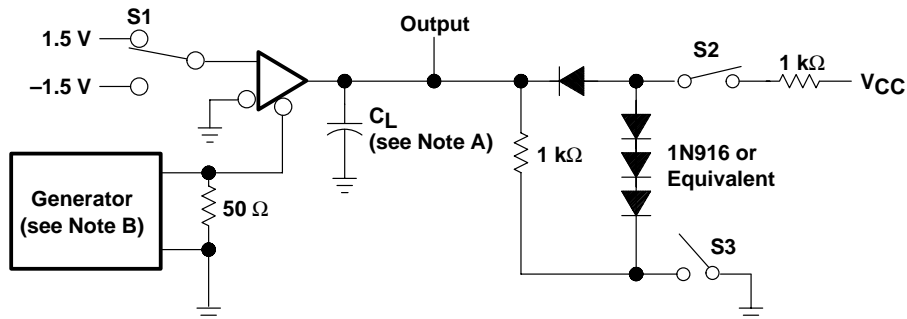 S1
Output
1.5 V
–1.5 V
S2
1 kΩ
VCC
CL
(see Note A)
1 kΩ
1N916 or
Equivalent
Generator
(see Note B)
50 Ω
S3